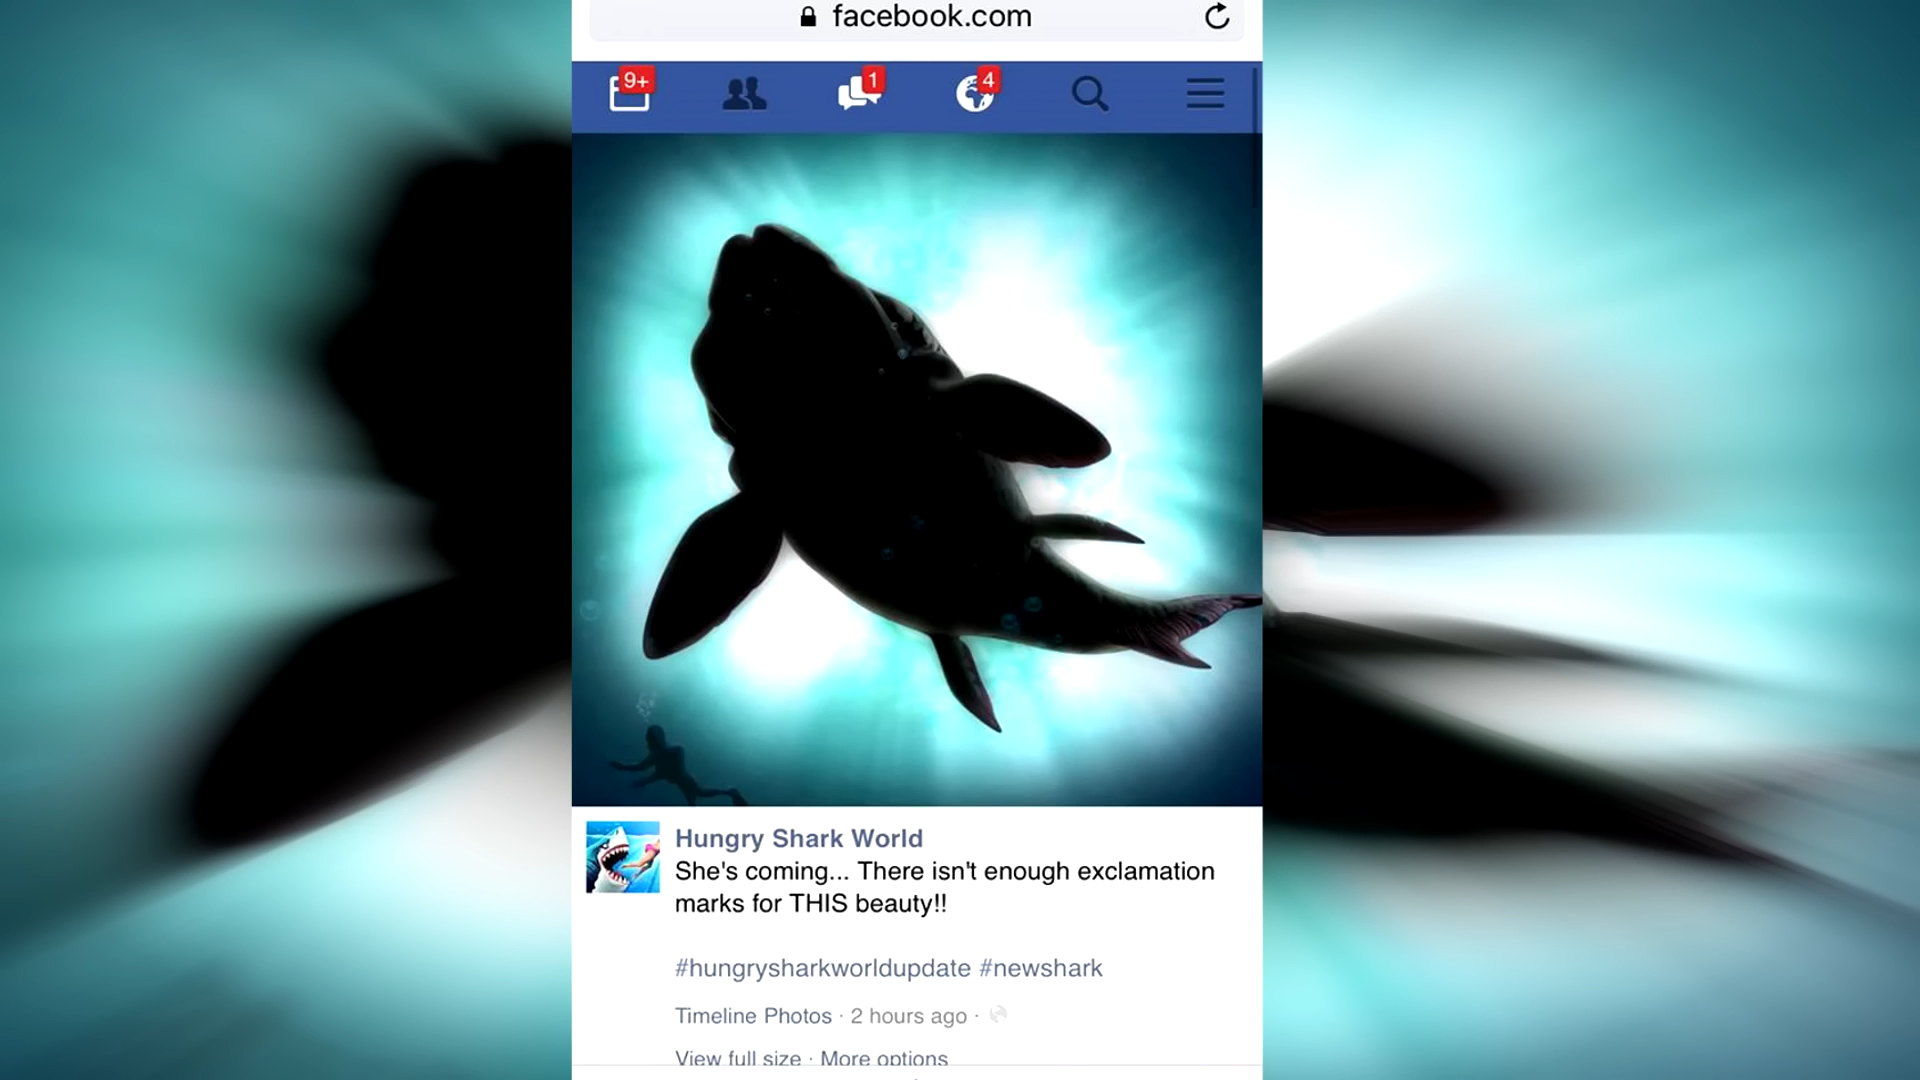 facebook.com
9+
1
4
Hungry Shark World
She's coming... There isn't enough exclamation
marks for THIS beauty!!
#hungrysharkworldupdate #newshark
Timeline Photos · 2 hours ago ·
View full size · More options